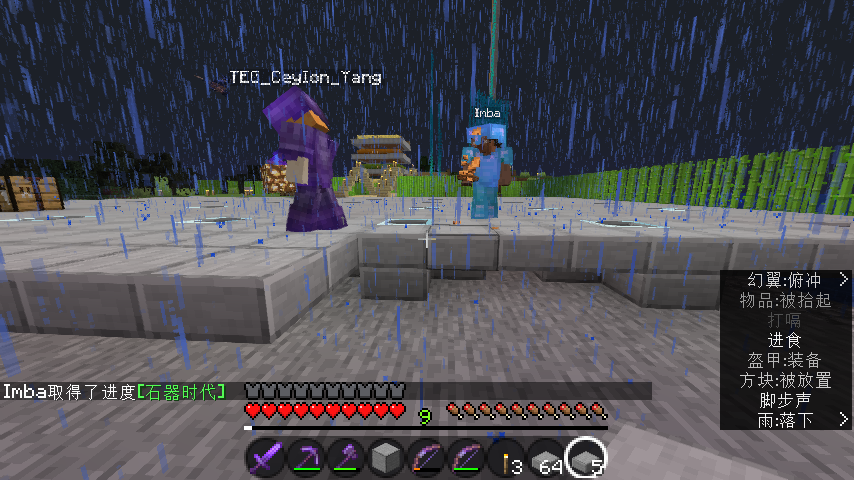 TEG_Ceylon_Yang
Imba
幻翼:俯冲 >
物品:被拾起
打嗝
进食
盔甲:装备
方块:被放置
脚步声
雨:落下 >
Imba取得了进度[石器时代]
9
3
64
5